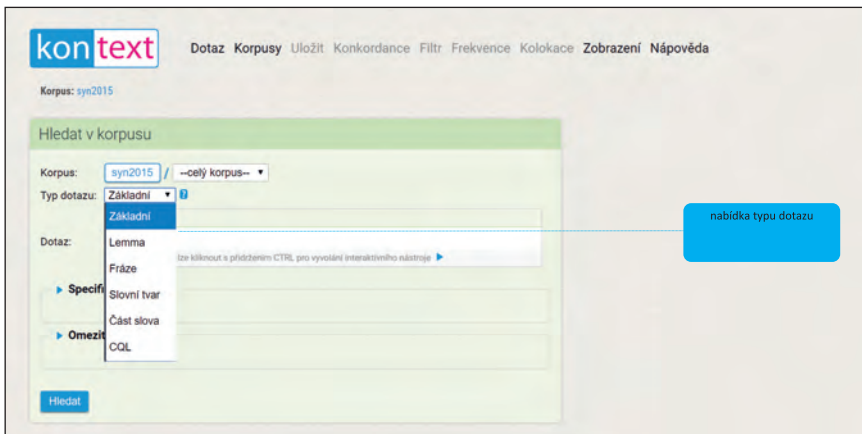 kontext
Dotaz Korpusy Uložit Konkordance Filtr Frekvence Kolokace Zobrazení Nápověda
Korpus: syn2015
Hledat v korpusu
Korpus: syn2015 / --celý korpus--
Typ dotazu: Základní ?
Základní
nabídka typu dotazu
Dotaz:
Lemma
lze kliknout s přidržením CTRL pro vyvolání interaktivního nástroje
Fráze
Specifi
Slovní tvar
Část slova
Omezit
CQL
Hledat